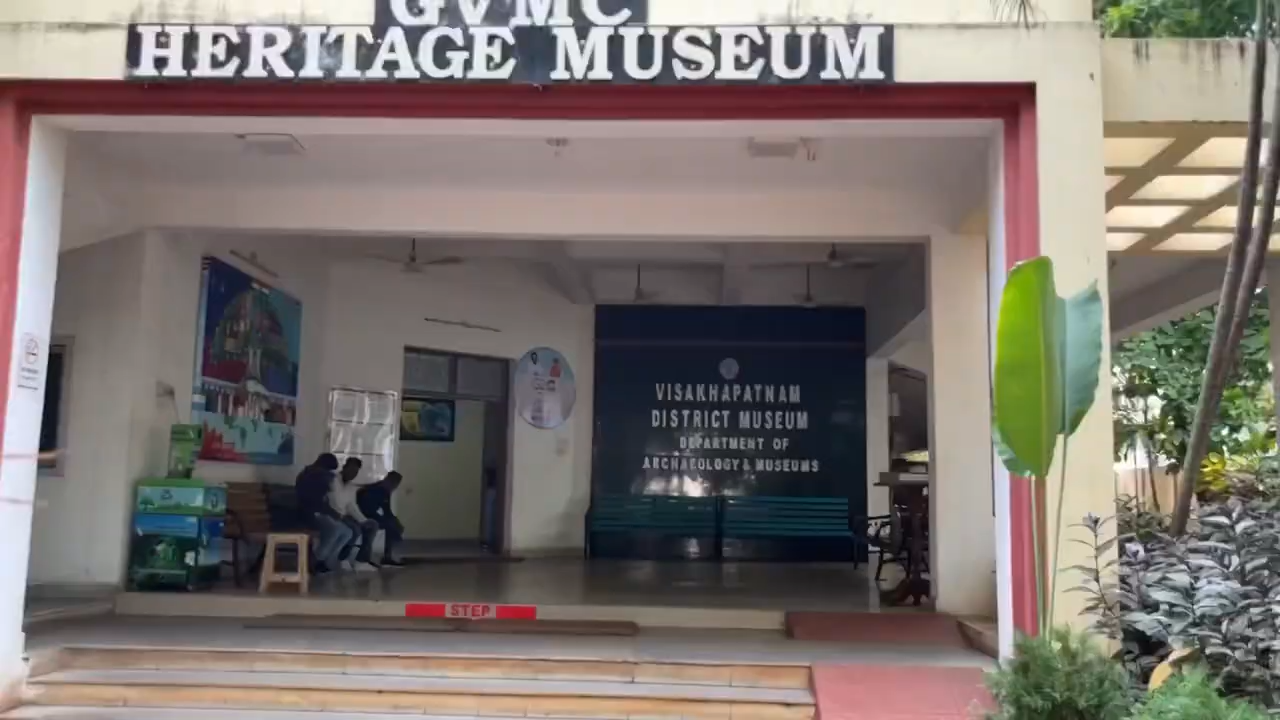 GVMC
HERITAGE MUSEUM
VISAKHAPATNAM
DISTRICT MUSEUM
DEPARTMENT OF
ARCHAEOLOGY & MUSEUMS
STEP